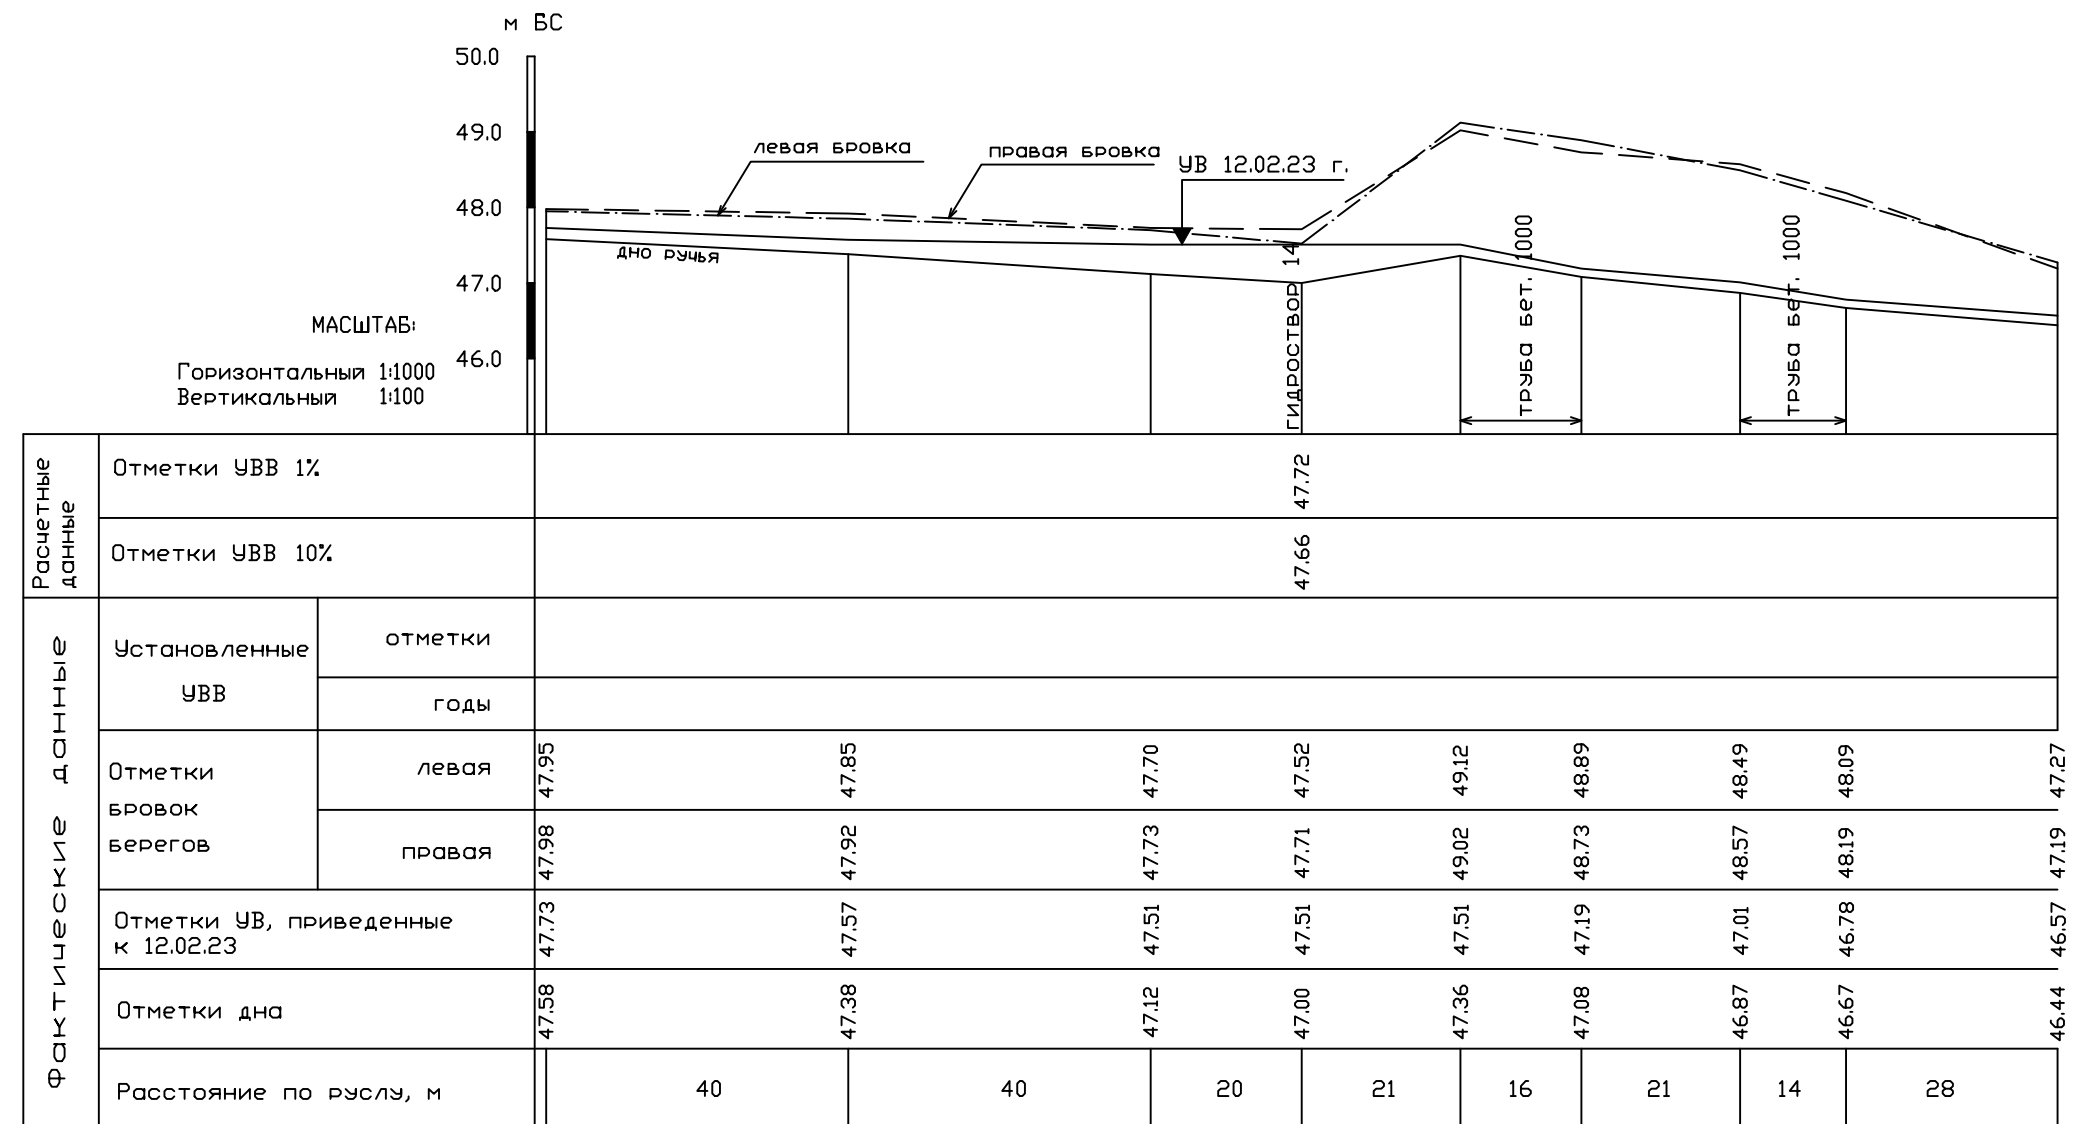 м БС
50.0
49.0
48.0
47.0
46.0
левая бровка
правая бровка
УВ 12.02.23 г.
дно ручья
ГИДРОСТВОР 14
ТРУБА БЕТ. 1000
ТРУБА БЕТ. 1000
МАСШТАБ:
Горизонтальный 1:1000
Вертикальный 1:100
Расчетные
данные
Отметки УВВ 1%
47.72
Отметки УВВ 10%
47.66
Фактические данные
Установленные
УВВ
отметки
годы
Отметки
бровок
берегов
левая
47.95 47.85 47.70 47.52 49.12 48.89 48.49 48.09 47.27
правая
47.98 47.92 47.73 47.71 49.02 48.73 48.57 48.19 47.19
Отметки УВ, приведенные
к 12.02.23
47.73 47.57 47.51 47.51 47.51 47.19 47.01 46.78 46.57
Отметки дна
47.58 47.38 47.12 47.00 47.36 47.08 46.87 46.67 46.44
Расстояние по руслу, м
40 40 20 21 16 21 14 28